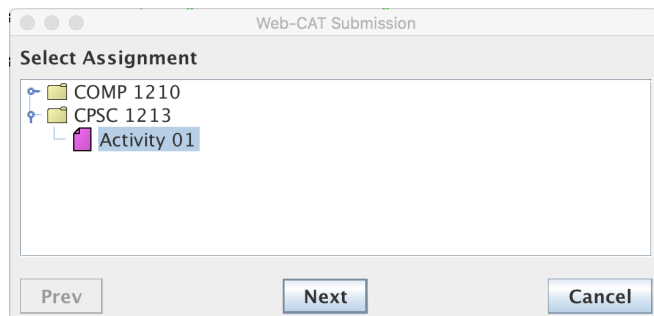 Web-CAT Submission
Select Assignment
COMP 1210
CPSC 1213
Activity 01
Prev Next Cancel